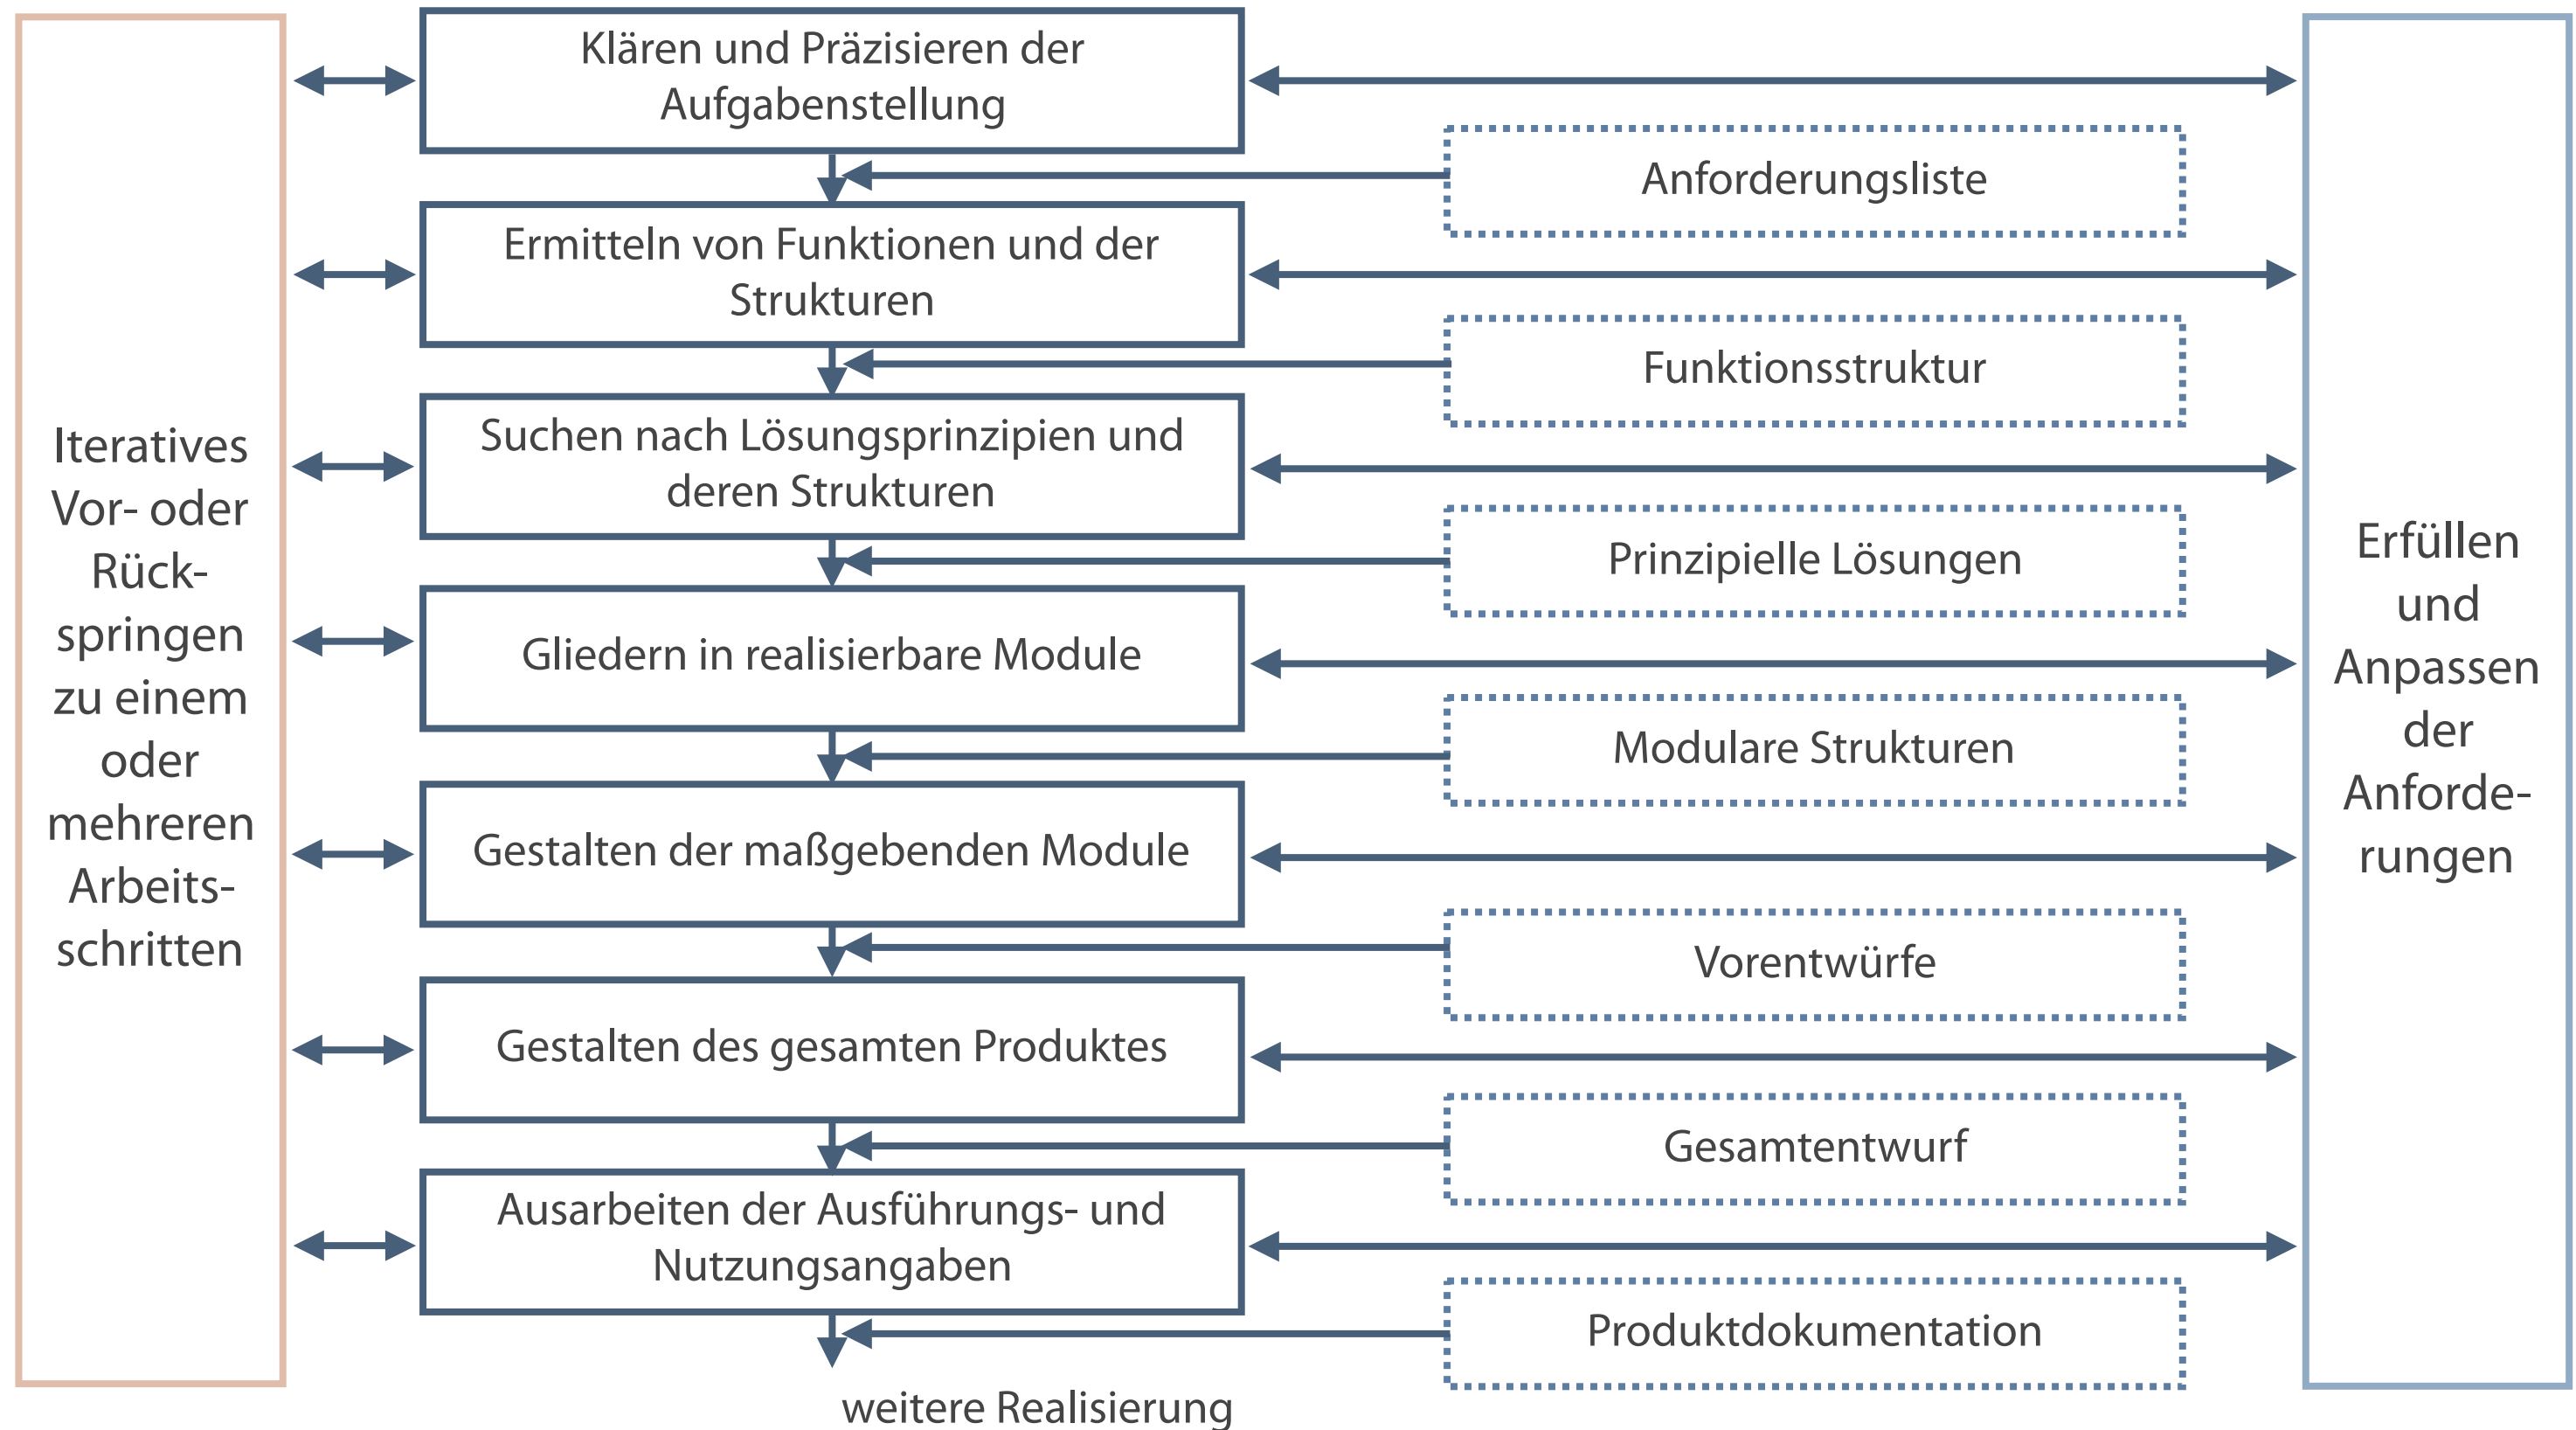 Iteratives
Vor- oder
Rück-
springen
zu einem
oder
mehreren
Arbeits-
schritten
Klären und Präzisieren der
Aufgabenstellung
Anforderungsliste
Ermitteln von Funktionen und der
Strukturen
Funktionsstruktur
Suchen nach Lösungsprinzipien und
deren Strukturen
Prinzipielle Lösungen
Gliedern in realisierbare Module
Modulare Strukturen
Gestalten der maßgebenden Module
Vorentwürfe
Gestalten des gesamten Produktes
Gesamtentwurf
Ausarbeiten der Ausführungs- und
Nutzungsangaben
Produktdokumentation
weitere Realisierung
Erfüllen
und
Anpassen
der
Anforde-
rungen